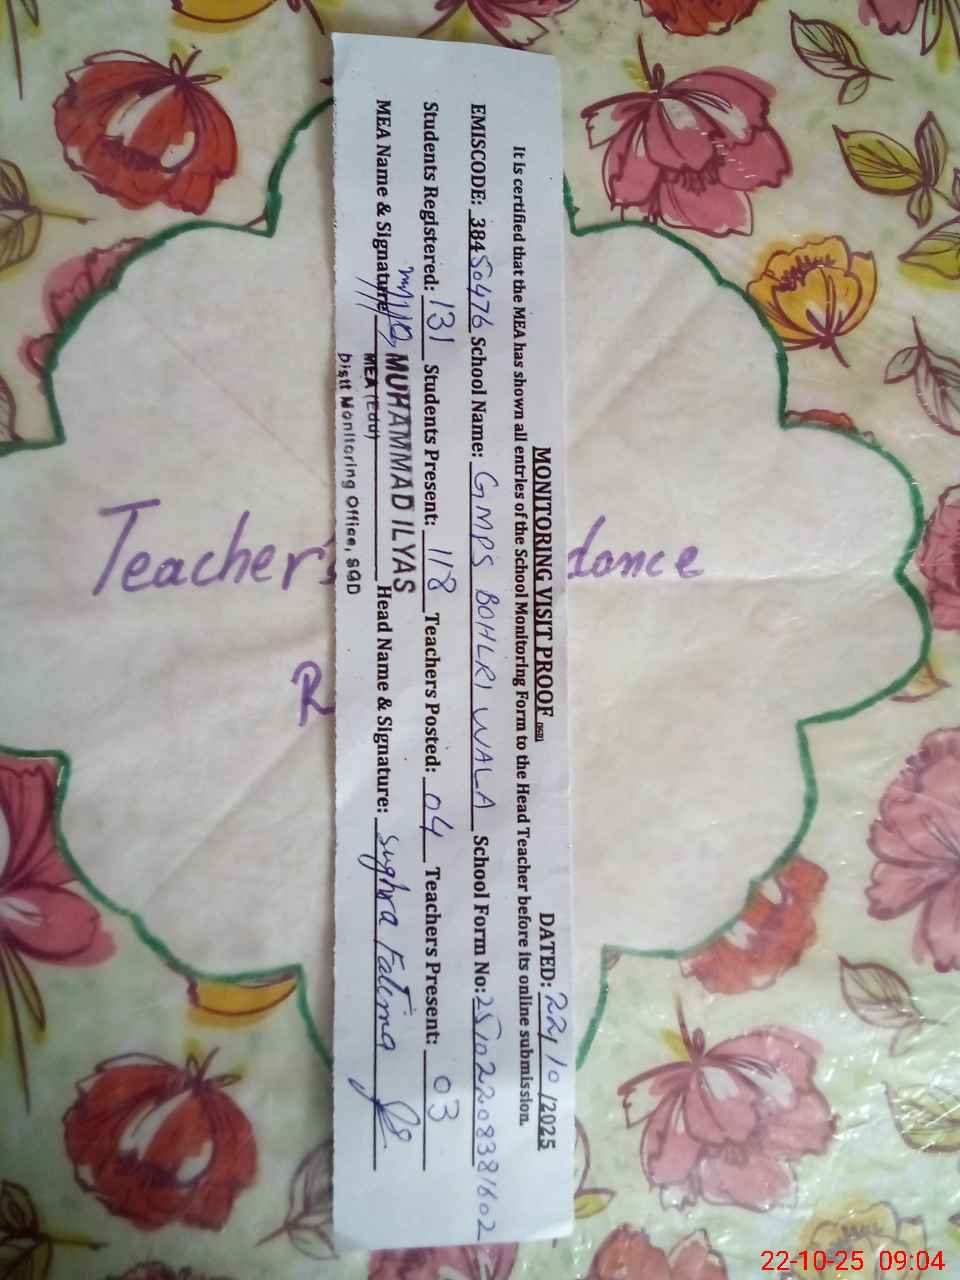 MONITORING VISIT PROOF DATED: 22/10/2025
It is certified that the MEA has shown all entries of the School Monitoring Form to the Head Teacher before its online submission.
EMISCODE: 38450476 School Name: GMPS BOHLRI WALA School Form No: 25102208381602
Students Registered: 131 Students Present: 118 Teachers Posted: 04 Teachers Present: 03
MEA Name & Signature MUHAMMAD ILYAS Head Name & Signature: Sughra Fatima
MEA (Edu)
Distt Monitoring Office, SGD
Teacher's dance
R
22-10-25 09:04